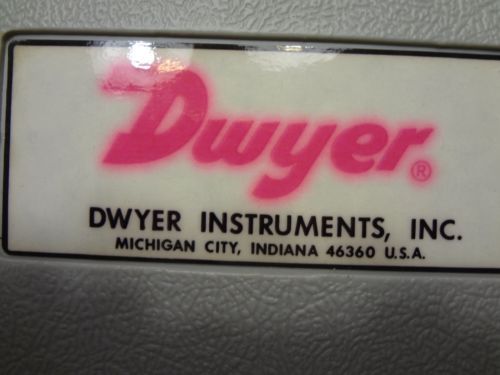 Dwyer®
DWYER INSTRUMENTS, INC.
MICHIGAN CITY, INDIANA 46360 U.S.A.